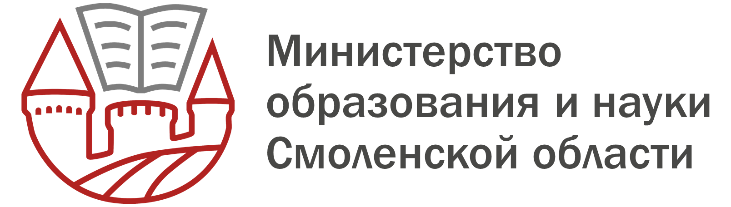 Министерство
образования и науки
Смоленской области